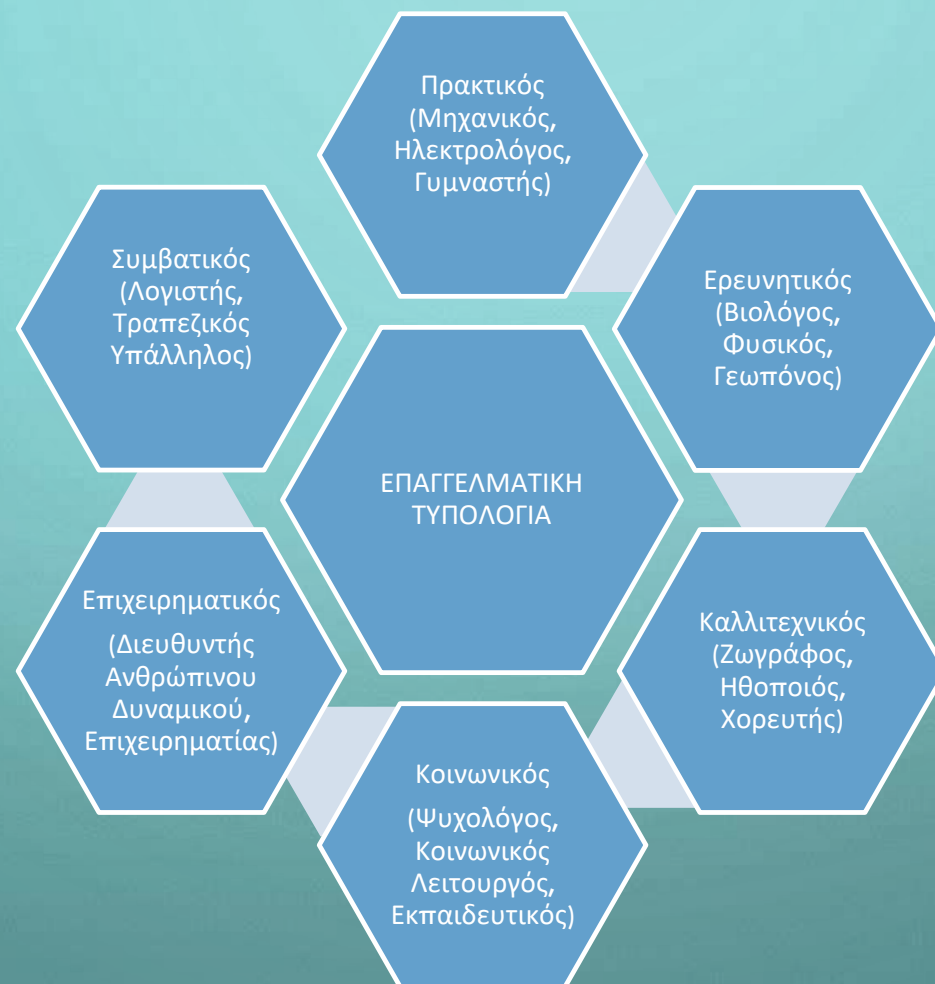 Πρακτικός
(Μηχανικός,
Ηλεκτρολόγος,
Γυμναστής)
Ερευνητικός
(Βιολόγος,
Φυσικός,
Γεωπόνος)
Καλλιτεχνικός
(Ζωγράφος,
Ηθοποιός,
Χορευτής)
Κοινωνικός
(Ψυχολόγος,
Κοινωνικός
Λειτουργός,
Εκπαιδευτικός)
Επιχειρηματικός
(Διευθυντής
Ανθρώπινου
Δυναμικού,
Επιχειρηματίας)
Συμβατικός
(Λογιστής,
Τραπεζικός
Υπάλληλος)
ΕΠΑΓΓΕΛΜΑΤΙΚΗ
ΤΥΠΟΛΟΓΙΑ